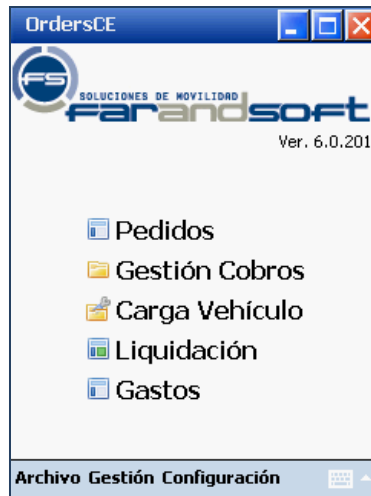 OrdersCE
FS
SOLUCIONES DE MOVILIDAD
Farandsoft
Ver. 6.0.201
Pedidos
Gestión Cobros
Carga Vehículo
Liquidación
Gastos
Archivo Gestión Configuración